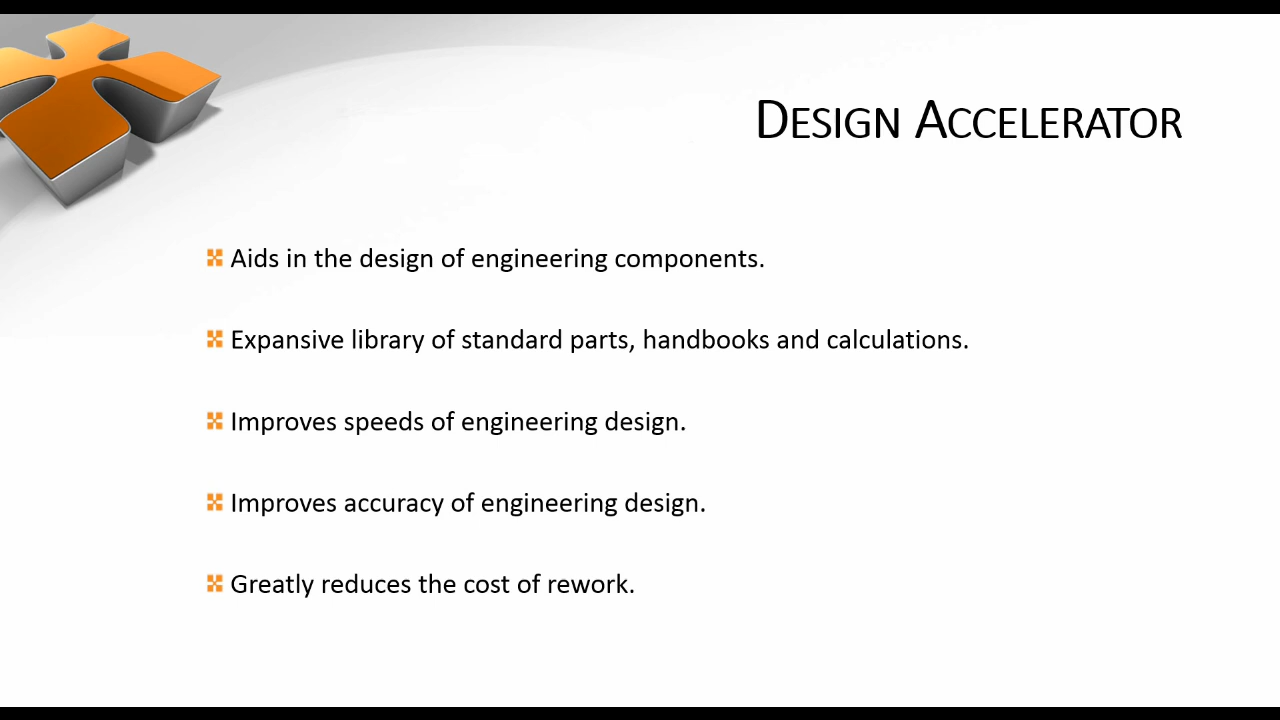 DESIGN ACCELERATOR
Aids in the design of engineering components.
Expansive library of standard parts, handbooks and calculations.
Improves speeds of engineering design.
Improves accuracy of engineering design.
Greatly reduces the cost of rework.